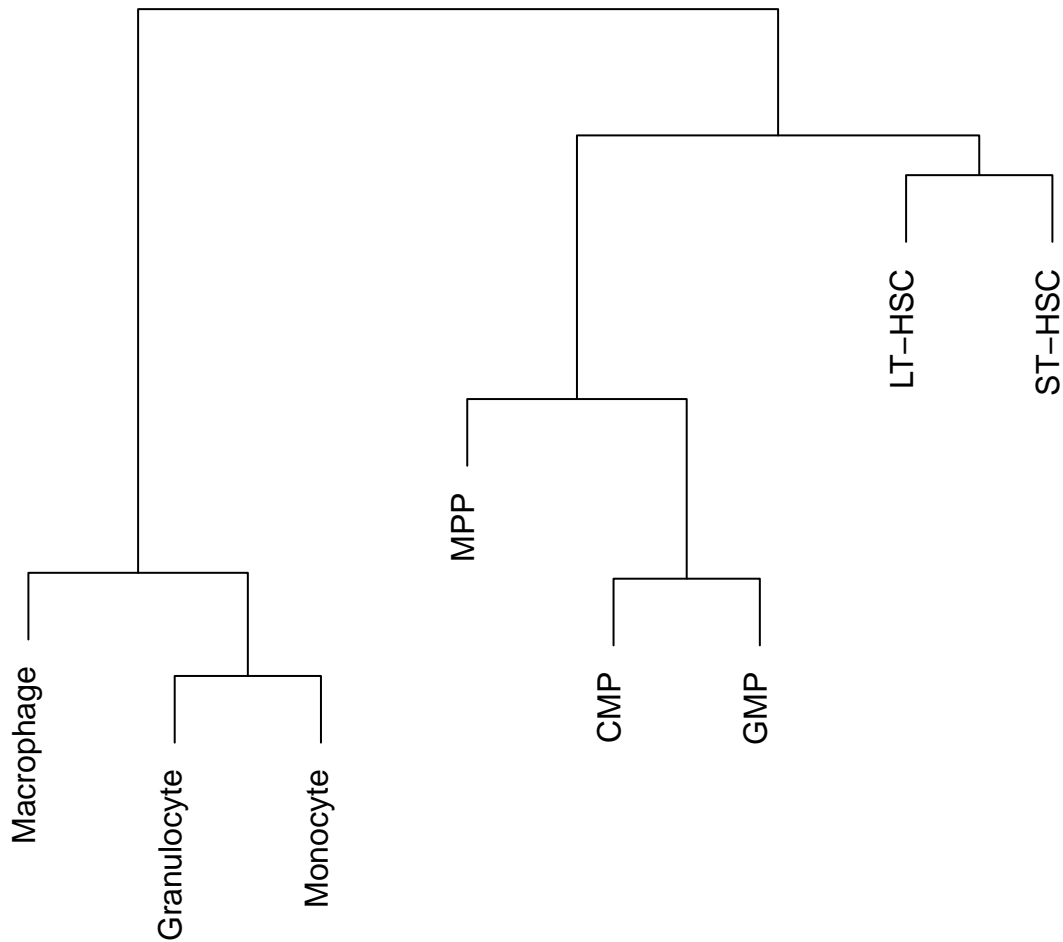 Macrophage
Granulocyte
Monocyte
MPP
CMP
GMP
LT−HSC
ST−HSC